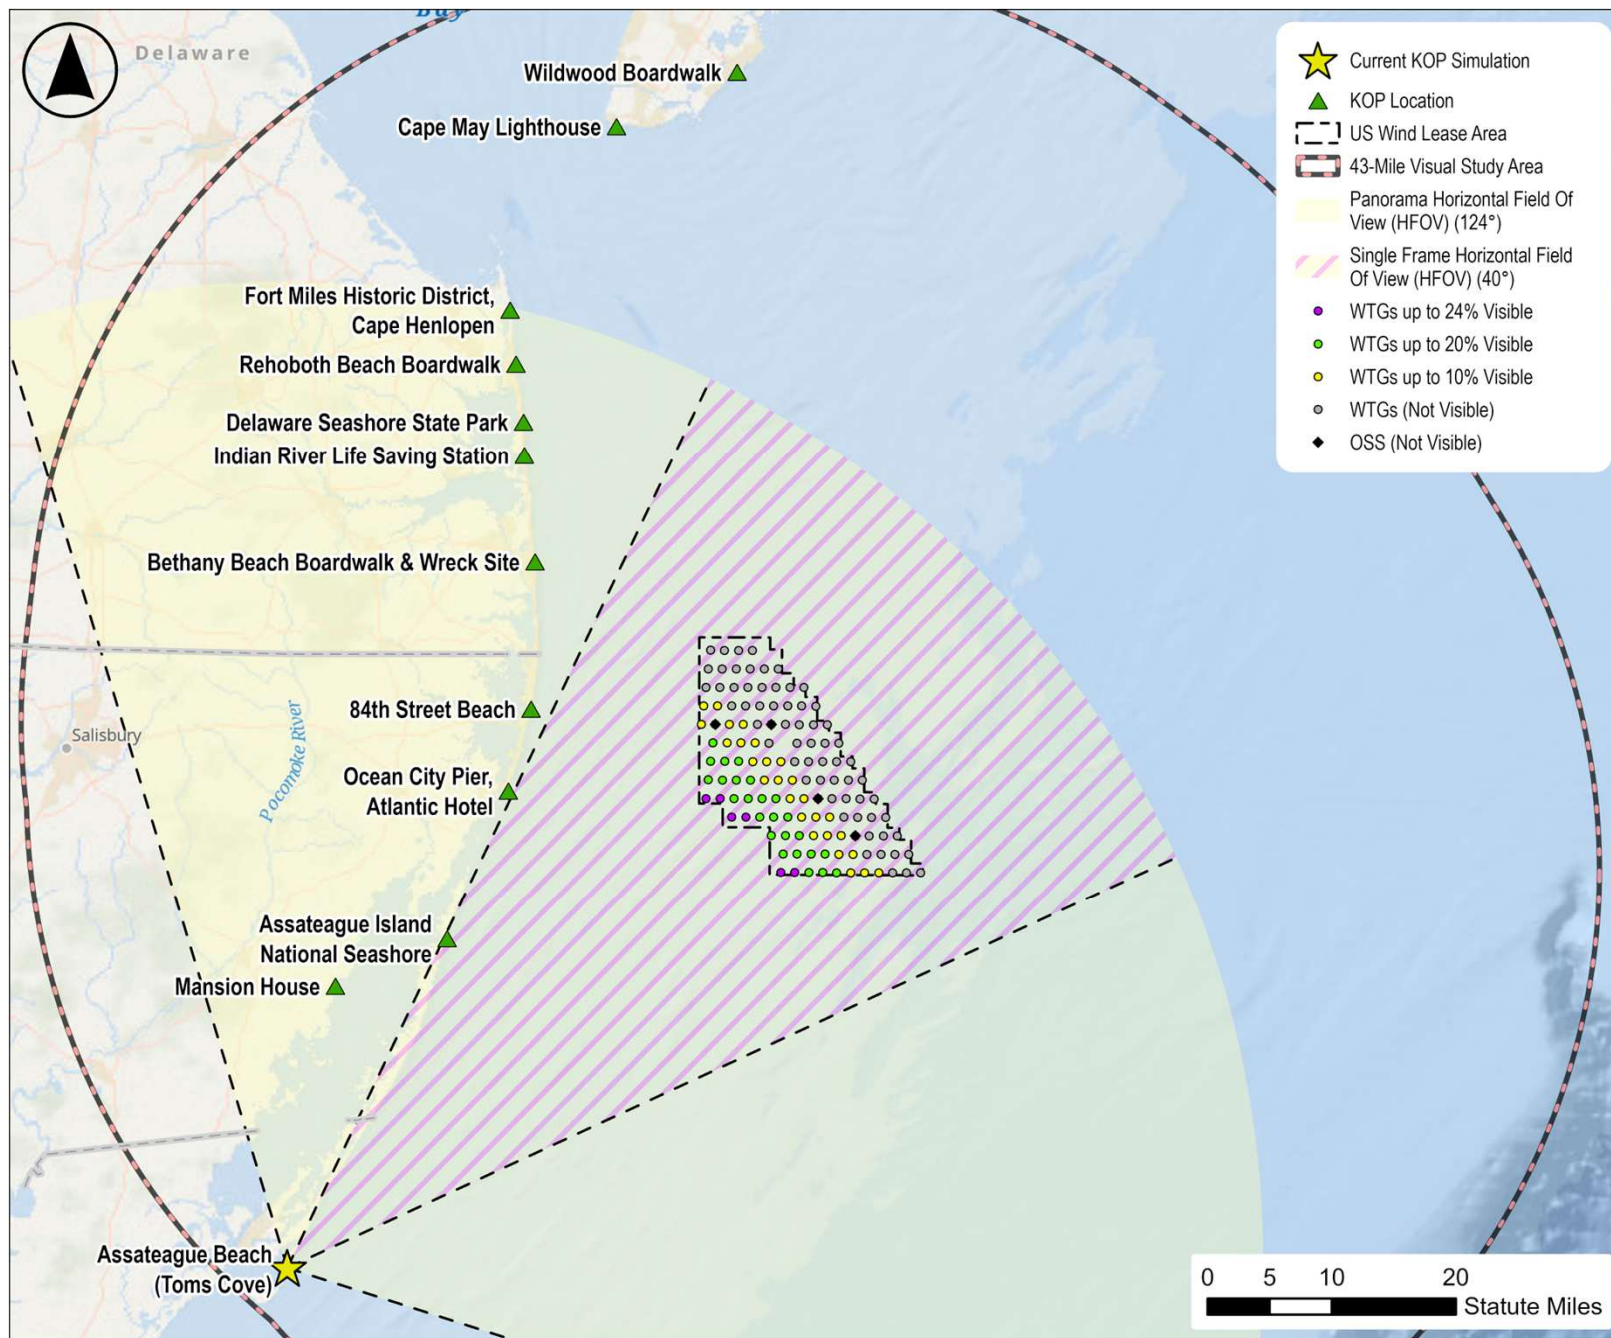 Bay
Delaware
Wildwood Boardwalk
Cape May Lighthouse
Fort Miles Historic District,
Cape Henlopen
Rehoboth Beach Boardwalk
Delaware Seashore State Park
Indian River Life Saving Station
Bethany Beach Boardwalk & Wreck Site
84th Street Beach
Salisbury
Pocomoke River
Ocean City Pier,
Atlantic Hotel
Assateague Island
National Seashore
Mansion House
Assateague Beach
(Toms Cove)
Current KOP Simulation
KOP Location
US Wind Lease Area
43-Mile Visual Study Area
Panorama Horizontal Field Of
View (HFOV) (124°)
Single Frame Horizontal Field
Of View (HFOV) (40°)
WTGs up to 24% Visible
WTGs up to 20% Visible
WTGs up to 10% Visible
WTGs (Not Visible)
OSS (Not Visible)
0 5 10 20
Statute Miles